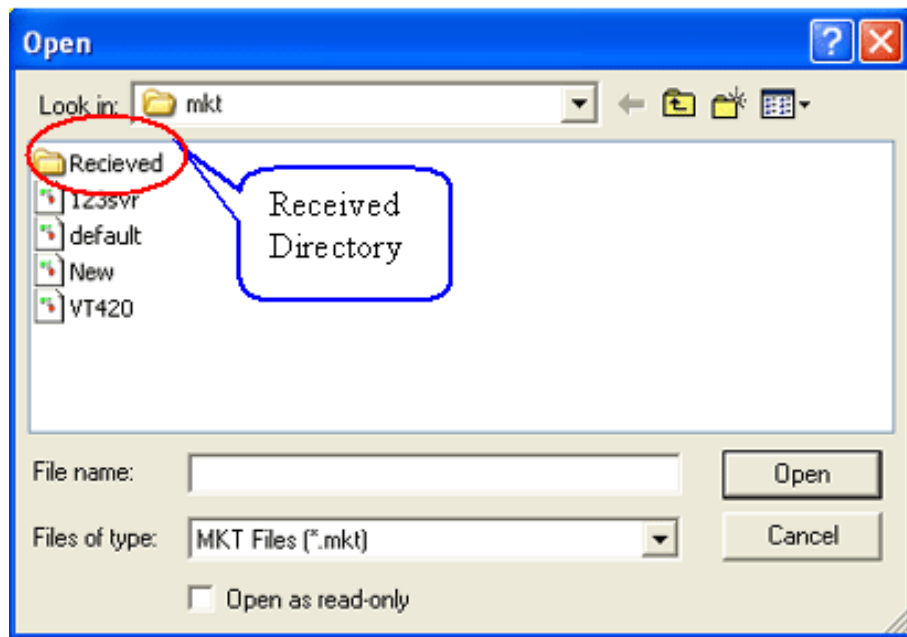 Open
Look in: mkt
Recieved
123svr
default
New
VT420
Received
Directory
File name:
Open
Files of type: MKT Files (*.mkt)
Cancel
Open as read-only